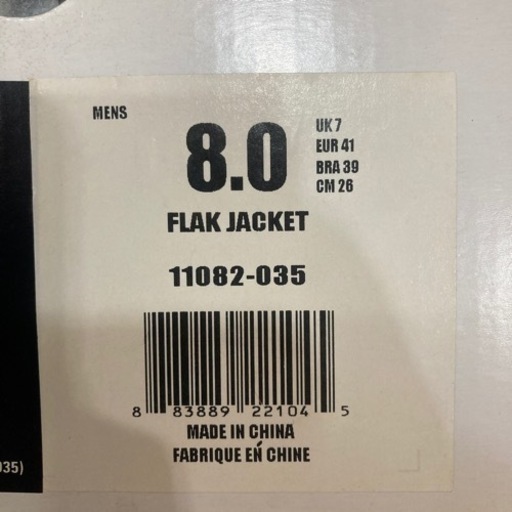 MENS
8.0
UK 7
EUR 41
BRA 39
CM 26
FLAK JACKET
11082-035
8 83889 22104 5
MADE IN CHINA
FABRIQUE EN CHINE
035)